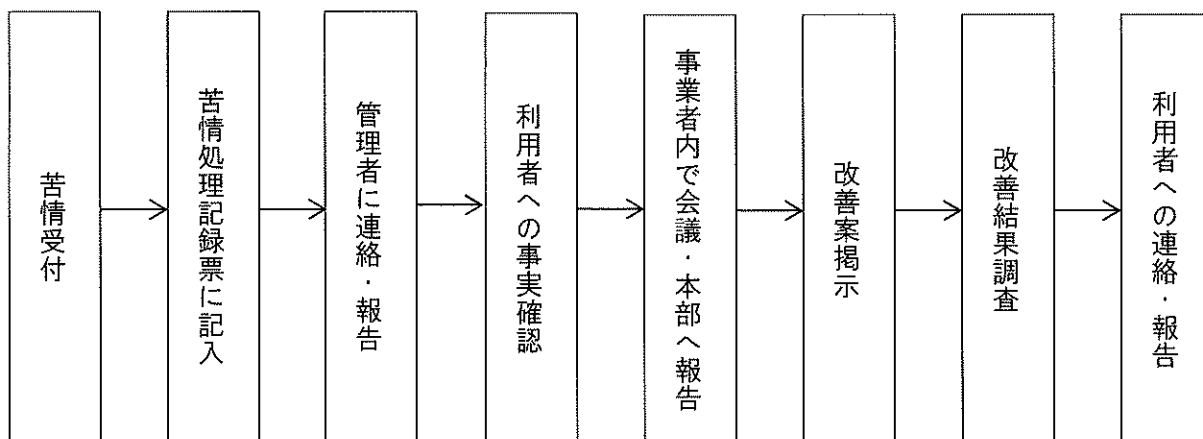 苦情受付
苦情処理記録票に記入
管理者に連絡・報告
利用者への事実確認
事業者内で会議・本部へ報告
改善案掲示
改善結果調査
利用者への連絡・報告